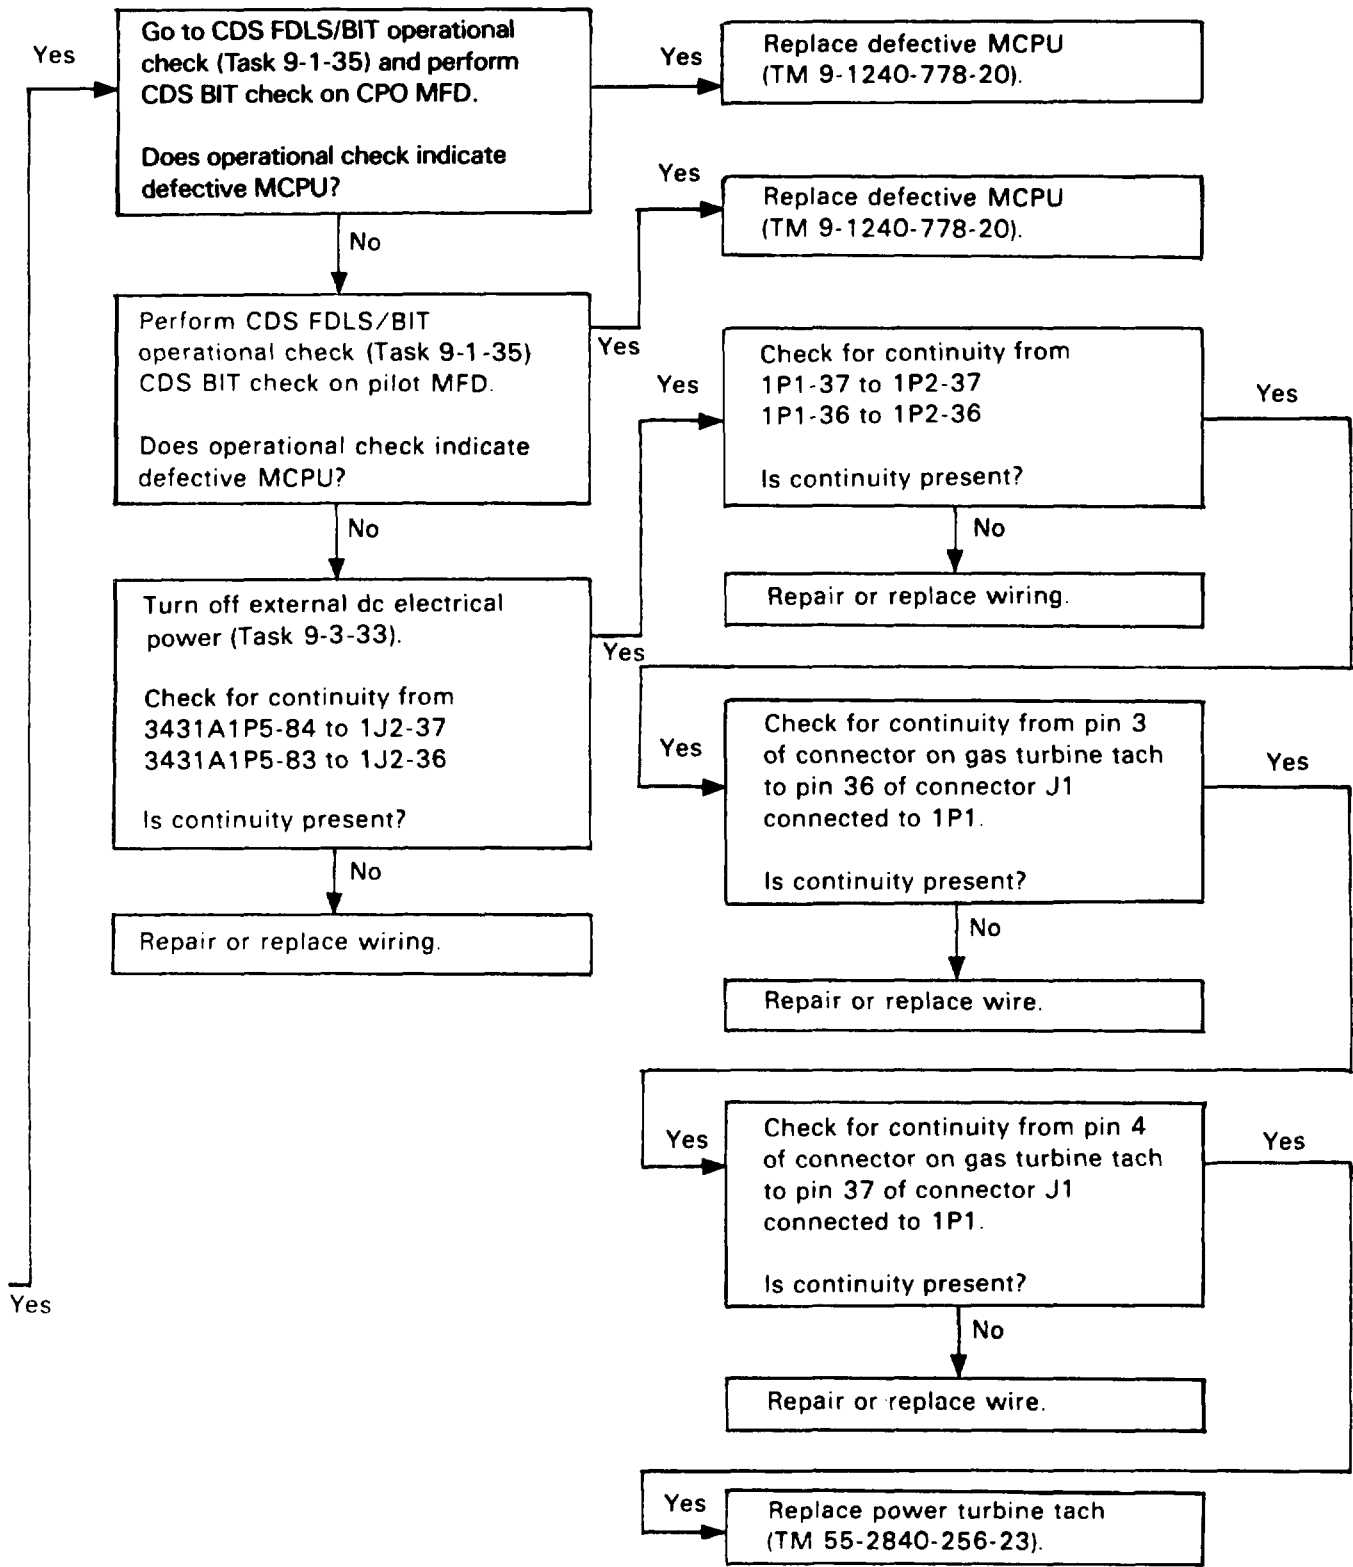 Yes
Go to CDS FDLS/BIT operational
check (Task 9-1-35) and perform
CDS BIT check on CPO MFD.
Does operational check indicate
defective MCPU?
Yes
Replace defective MCPU
(TM 9-1240-778-20).
No
Perform CDS FDLS/BIT
operational check (Task 9-1-35)
CDS BIT check on pilot MFD.
Does operational check indicate
defective MCPU?
Yes
Yes
Replace defective MCPU
(TM 9-1240-778-20).
No
Turn off external dc electrical
power (Task 9-3-33).
Check for continuity from
3431A1P5-84 to 1J2-37
3431A1P5-83 to 1J2-36
Is continuity present?
No
Repair or replace wiring.
Yes
Yes
Check for continuity from
1P1-37 to 1P2-37
1P1-36 to 1P2-36
Is continuity present?
No
Repair or replace wiring.
Yes
Yes
Check for continuity from pin 3
of connector on gas turbine tach
to pin 36 of connector J1
connected to 1P1.
Is continuity present?
No
Repair or replace wire.
Yes
Yes
Check for continuity from pin 4
of connector on gas turbine tach
to pin 37 of connector J1
connected to 1P1.
Is continuity present?
No
Repair or replace wire.
Yes
Yes
Replace power turbine tach
(TM 55-2840-256-23).
Yes